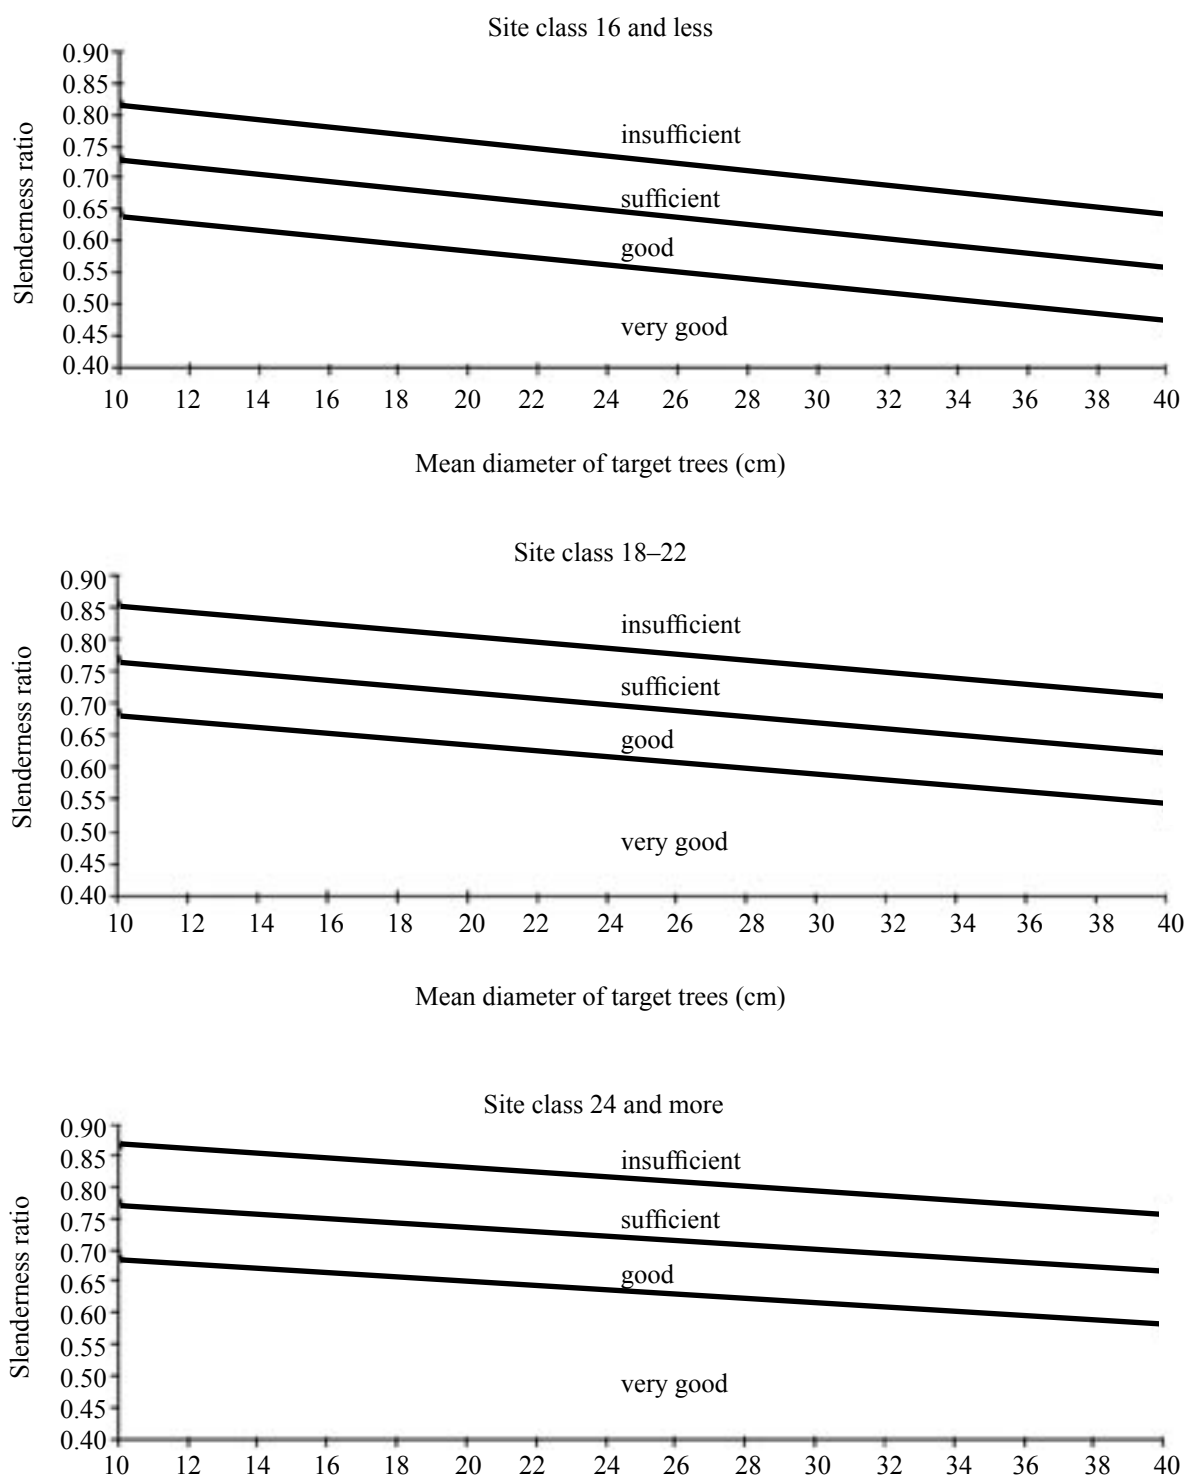 Site class 16 and less
0.90
0.85
0.80
0.75
0.70
0.65
0.60
0.55
0.50
0.45
0.40
Slenderness ratio
insufficient
sufficient
good
very good
10 12 14 16 18 20 22 24 26 28 30 32 34 36 38 40
Mean diameter of target trees (cm)
Site class 18–22
0.90
0.85
0.80
0.75
0.70
0.65
0.60
0.55
0.50
0.45
0.40
Slenderness ratio
insufficient
sufficient
good
very good
10 12 14 16 18 20 22 24 26 28 30 32 34 36 38 40
Mean diameter of target trees (cm)
Site class 24 and more
0.90
0.85
0.80
0.75
0.70
0.65
0.60
0.55
0.50
0.45
0.40
Slenderness ratio
insufficient
sufficient
good
very good
10 12 14 16 18 20 22 24 26 28 30 32 34 36 38 40